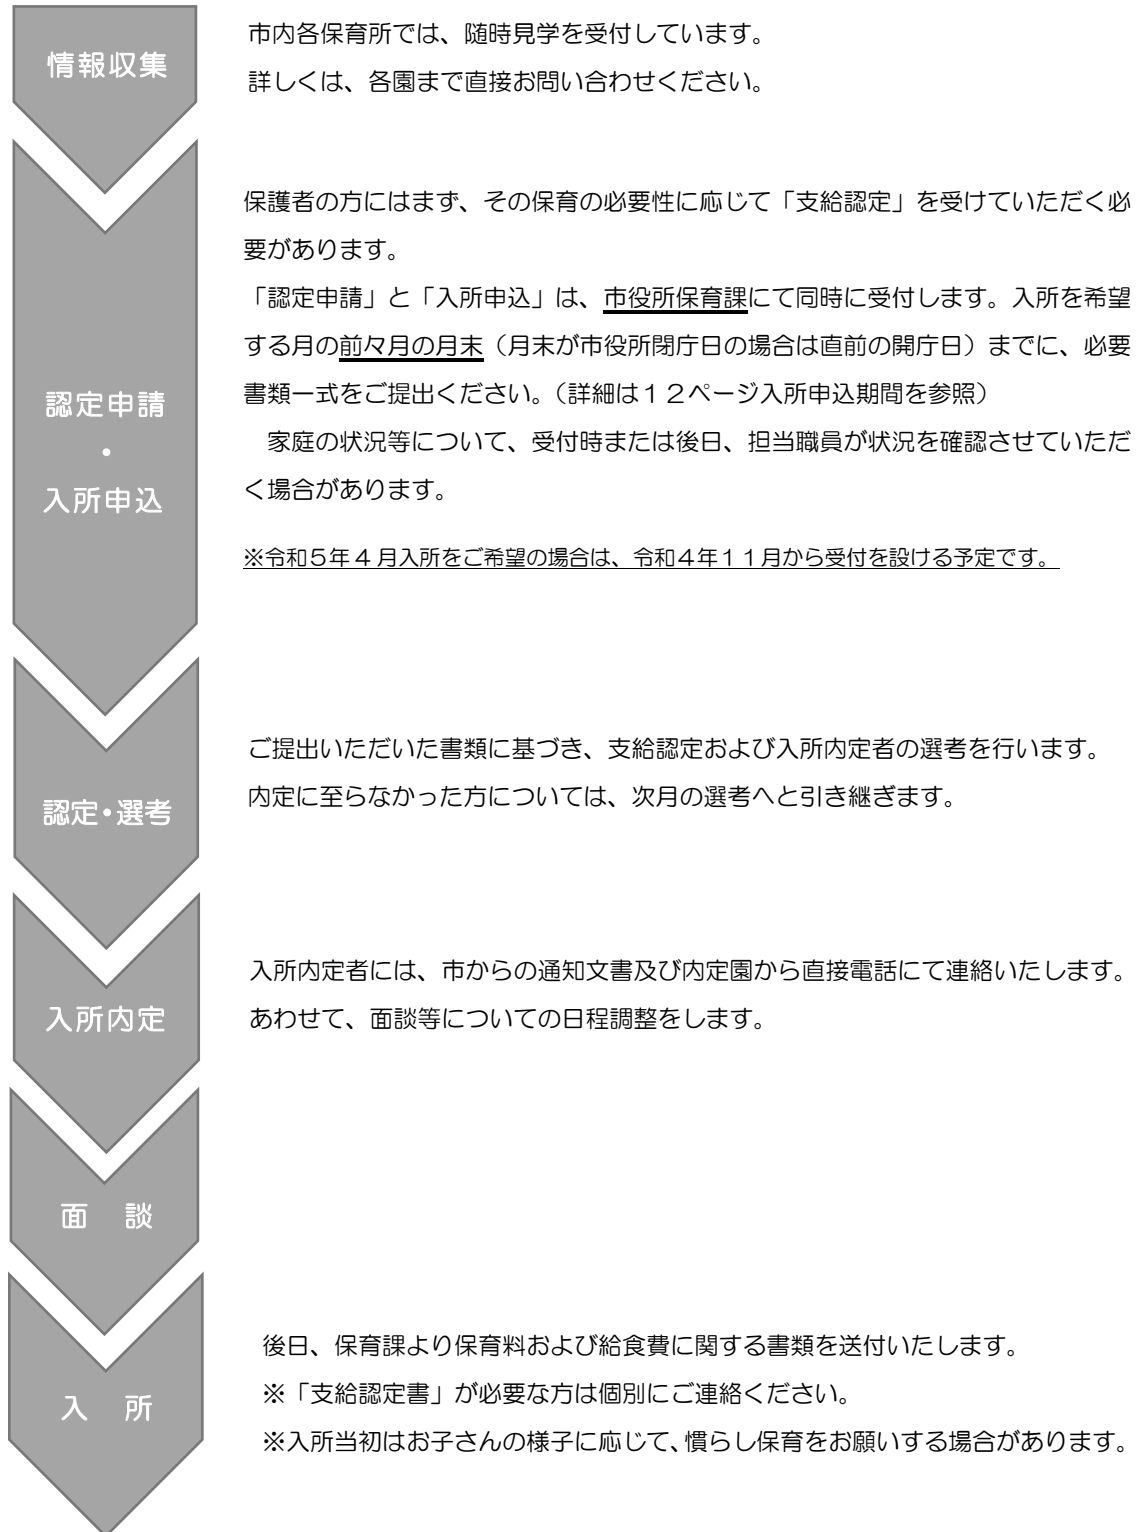 情報収集
市内各保育所では、随時見学を受付しています。
詳しくは、各園まで直接お問い合わせください。
認定申請
・
入所申込
保護者の方にはまず、その保育の必要性に応じて「支給認定」を受けていただく必
要があります。
「認定申請」と「入所申込」は、市役所保育課にて同時に受付します。入所を希望
する月の前々月の月末（月末が市役所閉庁日の場合は直前の開庁日）までに、必要
書類一式をご提出ください。（詳細は１２ページ入所申込期間を参照）
　家庭の状況等について、受付時または後日、担当職員が状況を確認させていただ
く場合があります。
※令和５年４月入所をご希望の場合は、令和４年１１月から受付を設ける予定です。
認定・選考
ご提出いただいた書類に基づき、支給認定および入所内定者の選考を行います。
内定に至らなかった方については、次月の選考へと引き継ぎます。
入所内定
入所内定者には、市からの通知文書及び内定園から直接電話にて連絡いたします。
あわせて、面談等についての日程調整をします。
面　談
入　所
後日、保育課より保育料および給食費に関する書類を送付いたします。
※「支給認定書」が必要な方は個別にご連絡ください。
※入所当初はお子さんの様子に応じて、慣らし保育をお願いする場合があります。